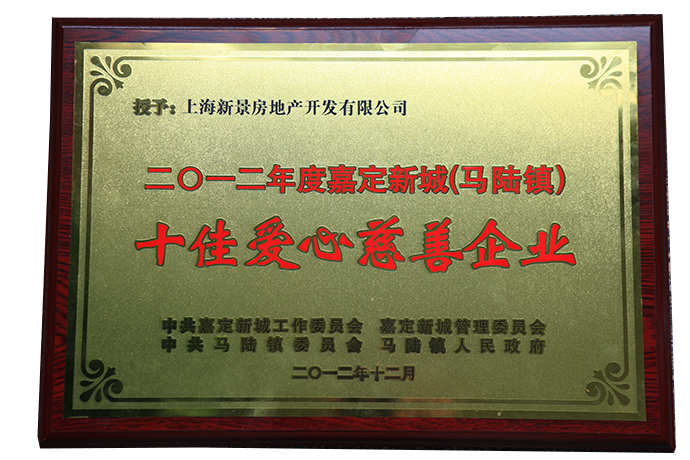 授予:上海新景房地产开发有限公司
二〇一二年度嘉定新城(马陆镇)
十佳爱心慈善企业
中共嘉定新城工作委员会 嘉定新城管理委员会
中共马陆镇委员会 马陆镇人民政府
二〇一二年十二月